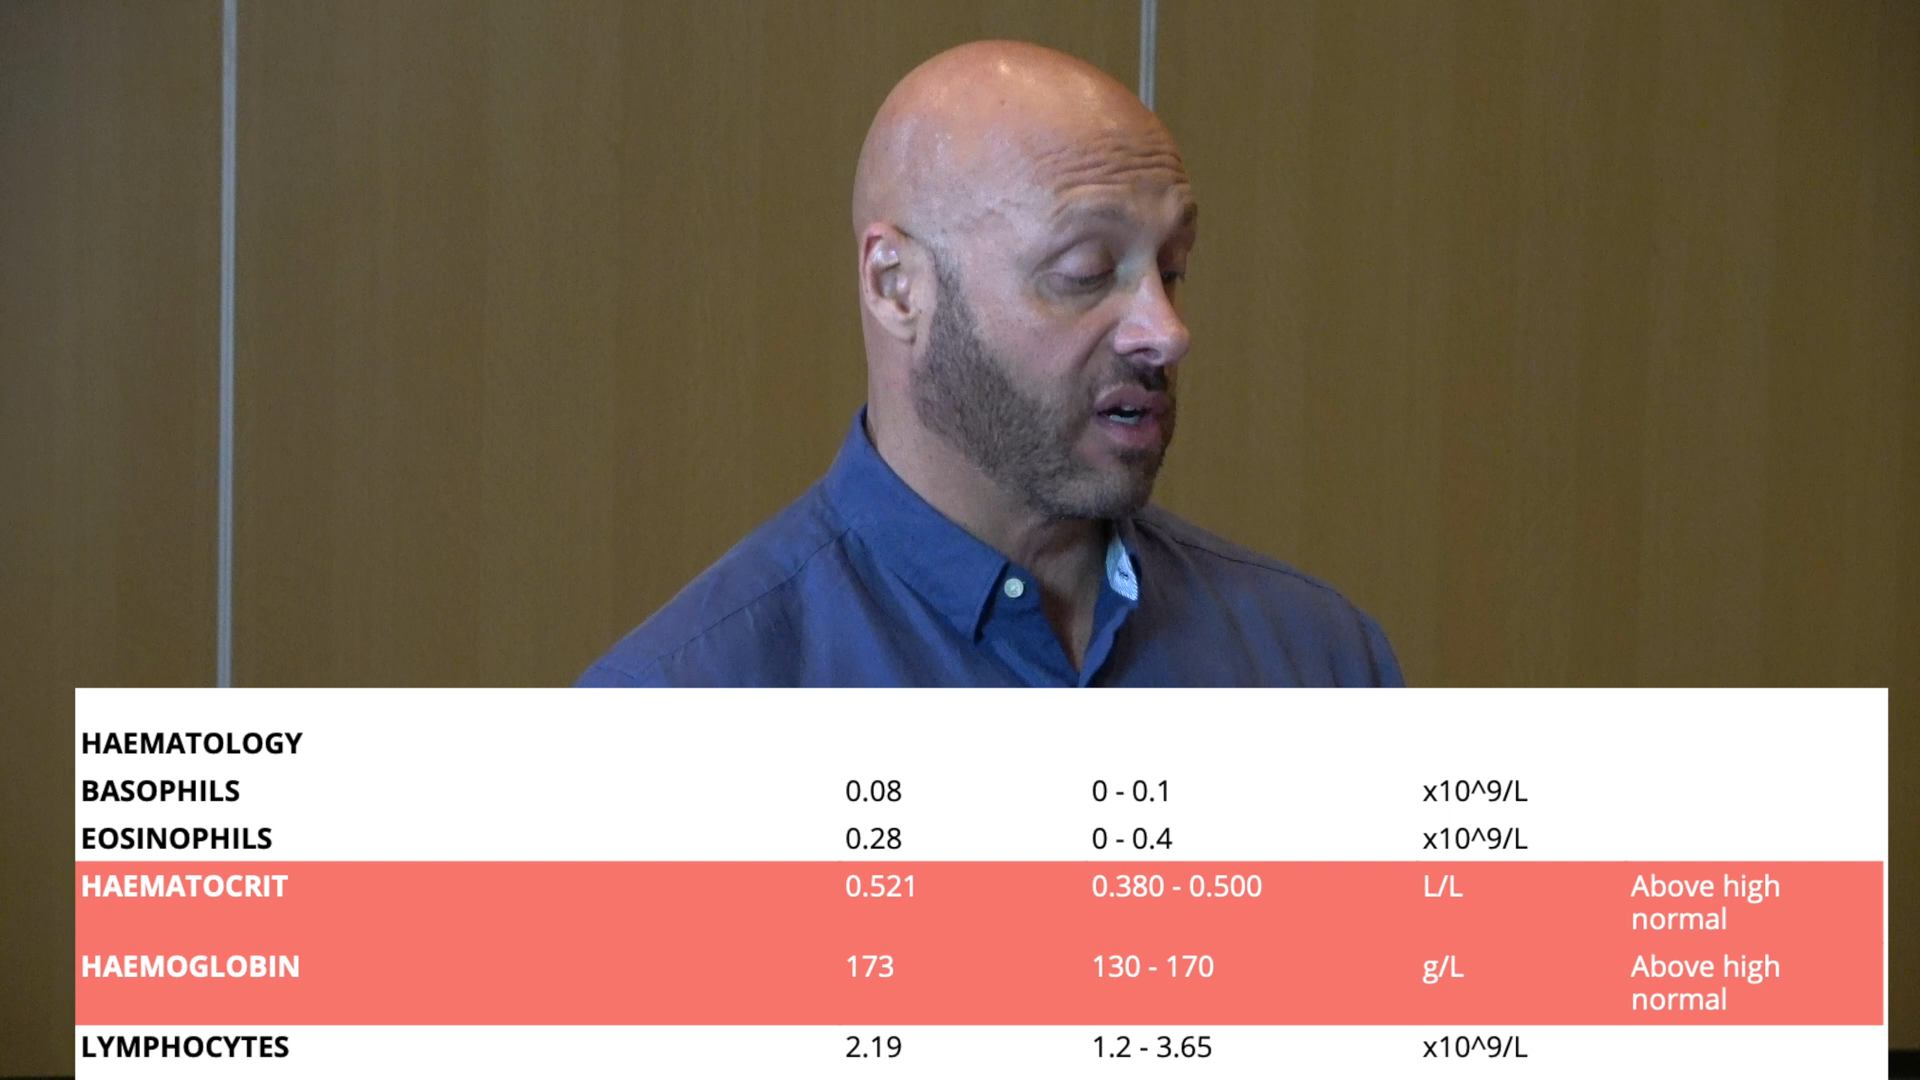 HAEMATOLOGY
BASOPHILS 0.08 0 - 0.1 x10^9/L
EOSINOPHILS 0.28 0 - 0.4 x10^9/L
HAEMATOCRIT 0.521 0.380 - 0.500 L/L Above high
normal
HAEMOGLOBIN 173 130 - 170 g/L Above high
normal
LYMPHOCYTES 2.19 1.2 - 3.65 x10^9/L